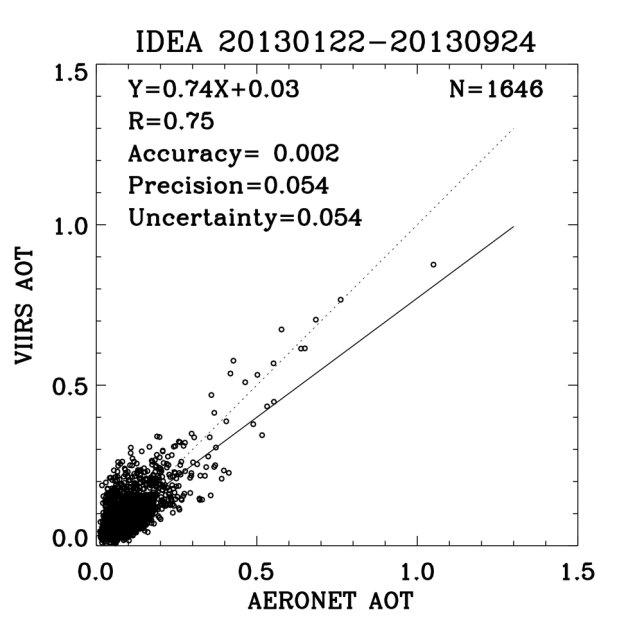 IDEA 20130122-20130924
1.5
Y=0.74X+0.03 N=1646
R=0.75
Accuracy= 0.002
Precision=0.054
Uncertainty=0.054
1.0
VIIRS AOT
0.5
0.0
0.0 0.5 1.0 1.5
AERONET AOT